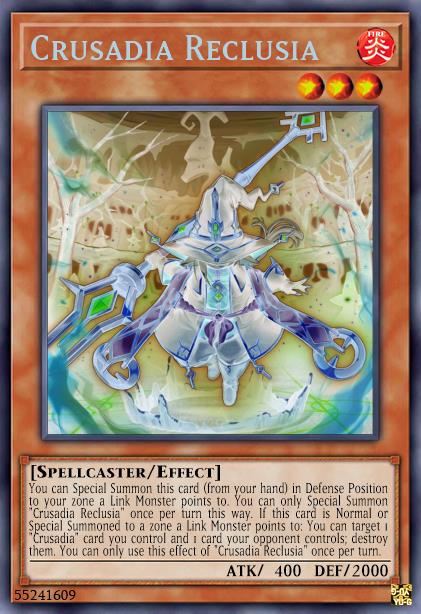 CRUSADIA RECLUSIA
FIRE
炎
[SPELLCASTER/EFFECT]
You can Special Summon this card (from your hand) in Defense Position
to your zone a Link Monster points to. You can only Special Summon
"Crusadia Reclusia" once per turn this way. If this card is Normal or
Special Summoned to a zone a Link Monster points to: You can target 1
"Crusadia" card you control and 1 card your opponent controls; destroy
them. You can only use this effect of "Crusadia Reclusia" once per turn.
ATK/ 400 DEF/2000
55241609